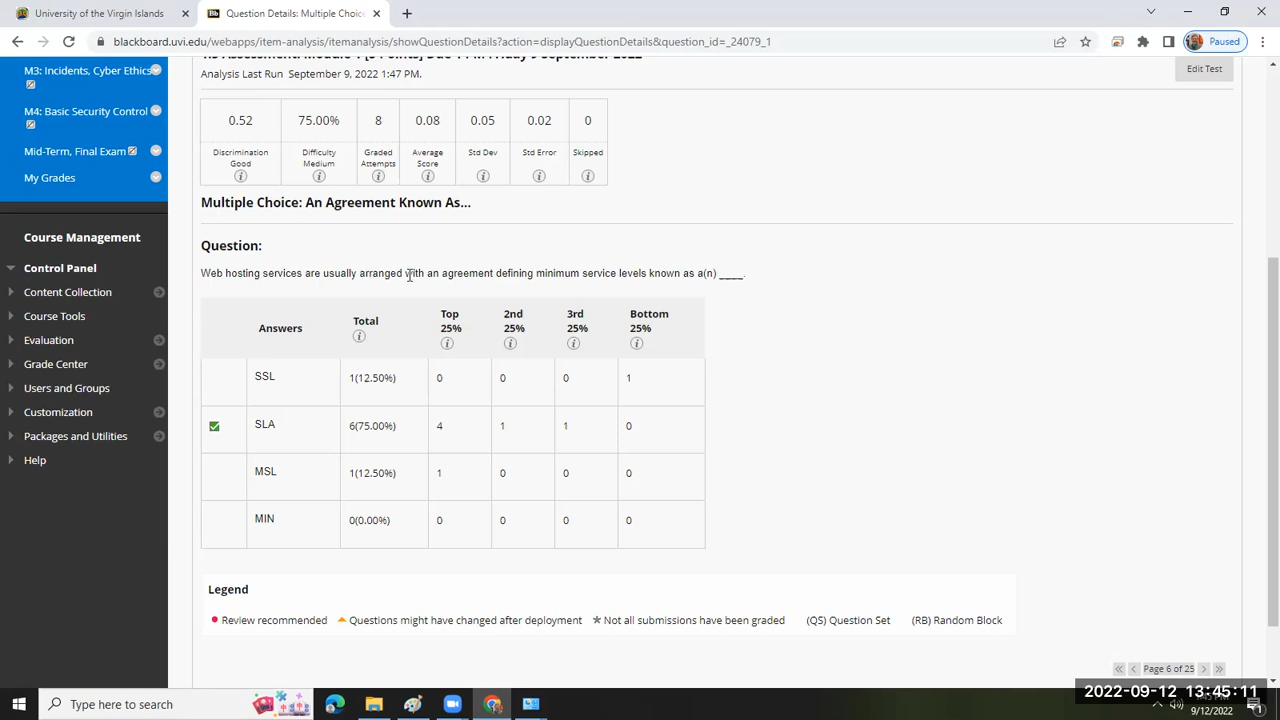 University of the Virgin Islands
Question Details: Multiple Choice
blackboard.uvi.edu/webapps/item-analysis/itemanalysis/showQuestionDetails?action=displayQuestionDetails&question_id=_24079_1
Paused
M3: Incidents, Cyber Ethics
M4: Basic Security Control
Mid-Term, Final Exam
My Grades
Course Management
Control Panel
Content Collection
Course Tools
Evaluation
Grade Center
Users and Groups
Customization
Packages and Utilities
Help
Analysis Last Run September 9, 2022 1:47 PM.
Edit Test
0.52 75.00% 8 0.08 0.05 0.02 0
Discrimination Difficulty Graded Average Std Dev Std Error Skipped
Good Medium Attempts Score
Multiple Choice: An Agreement Known As...
Question:
Web hosting services are usually arranged with an agreement defining minimum service levels known as a(n) ____.
Answers Total Top 25% 2nd 25% 3rd 25% Bottom 25%
SSL 1(12.50%) 0 0 0 1
SLA 6(75.00%) 4 1 1 0
MSL 1(12.50%) 1 0 0 0
MIN 0(0.00%) 0 0 0 0
Legend
Review recommended Questions might have changed after deployment Not all submissions have been graded (QS) Question Set (RB) Random Block
Page 6 of 25
Type here to search
2022-09-12 13:45:11
9/12/2022